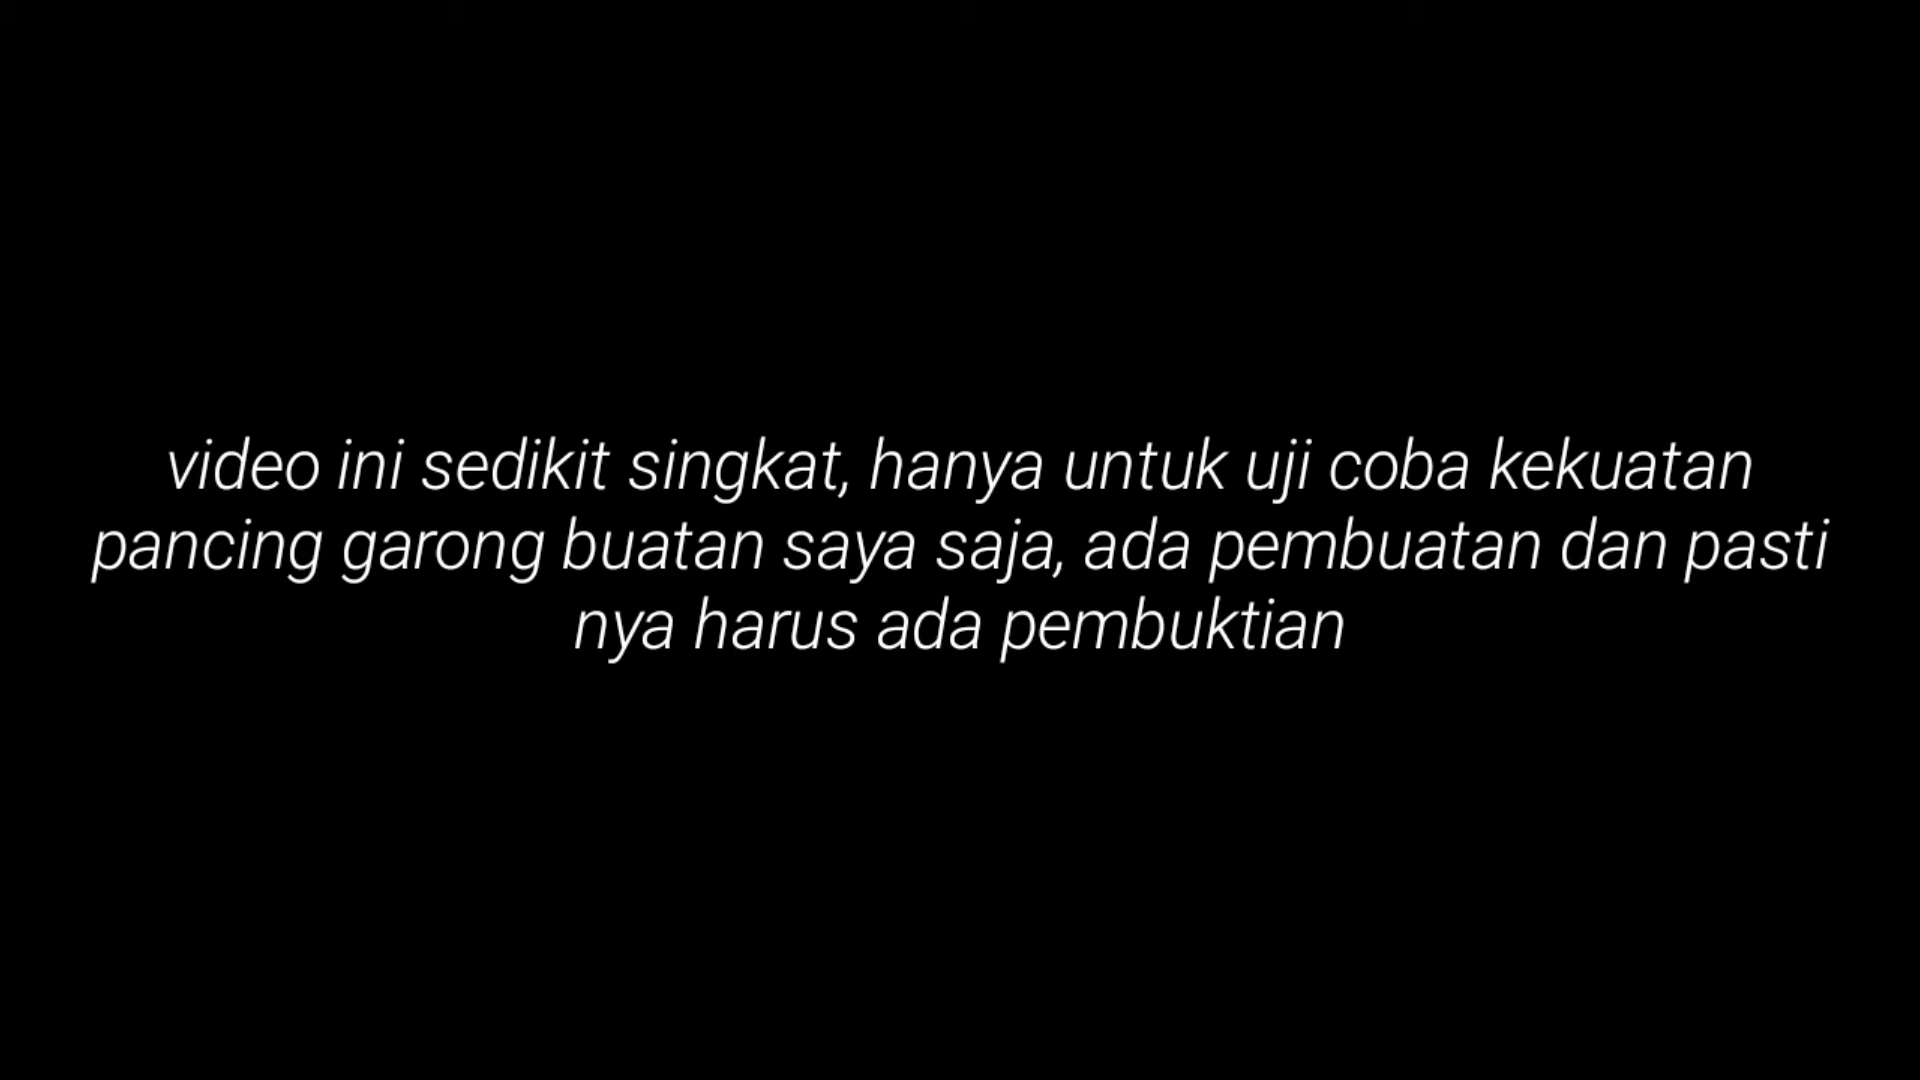 video ini sedikit singkat, hanya untuk uji coba kekuatan
pancing garong buatan saya saja, ada pembuatan dan pasti
nya harus ada pembuktian